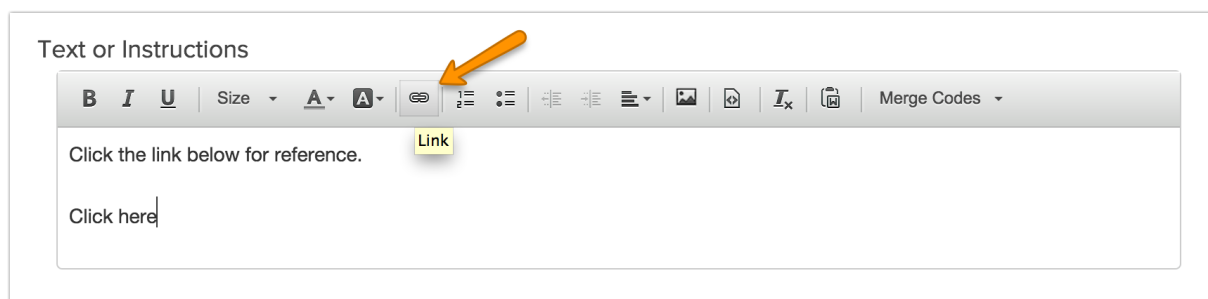 Text or Instructions
B I U Size A A Merge Codes
Link
Click the link below for reference.
Click here